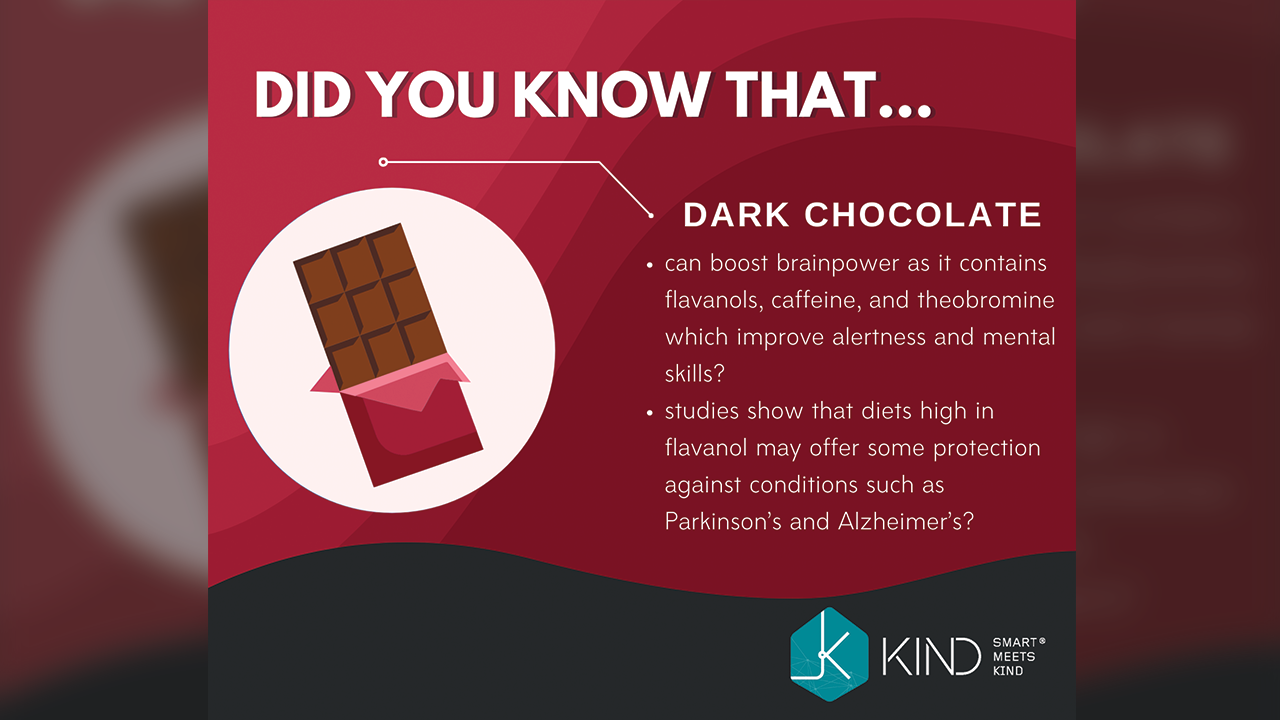 DID YOU KNOW THAT...
DARK CHOCOLATE
• can boost brainpower as it contains
flavanols, caffeine, and theobromine
which improve alertness and mental
skills?
• studies show that diets high in
flavanol may offer some protection
against conditions such as
Parkinson's and Alzheimer's?
KIND
SMART®
MEETS
KIND